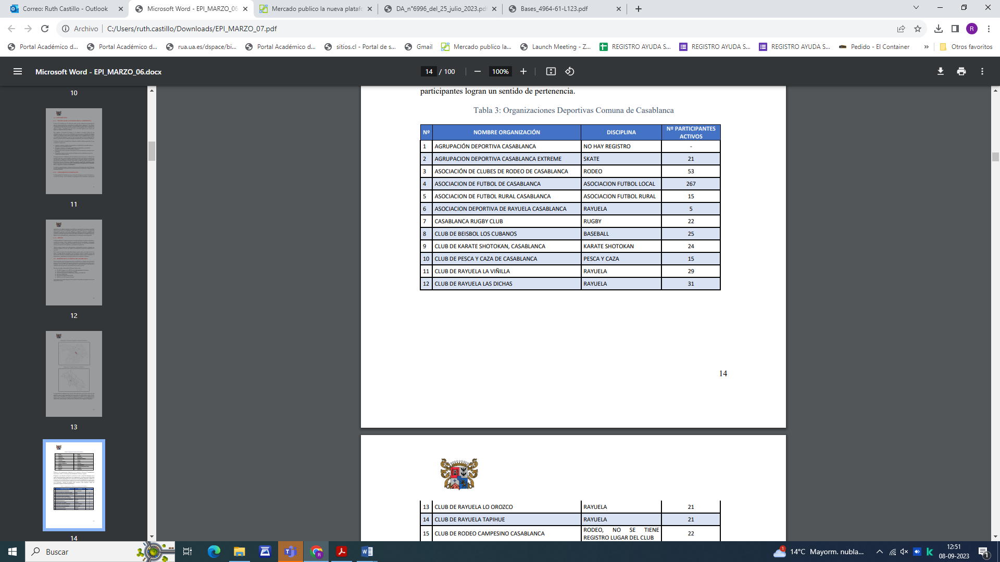 Correo: Ruth Castillo - Outlook
Microsoft Word - EPI_MARZO_06
Mercado publico la nueva platafo
DA_n°6996_del_25_julio_2023.pdf
Bases_4964-61-L123.pdf
Archivo C:/Users/ruth.castillo/Downloads/EPI_MARZO_07.pdf
R
Portal Académico d... Portal Académico d... rua.ua.es/dspace/bi... Portal Académico d... sitios.cl - Portal de s... Gmail Mercado publico la... Launch Meeting - Z... REGISTRO AYUDA S... REGISTRO AYUDA S... REGISTRO AYUDA S... Pedido - El Container » Otros favoritos
Microsoft Word - EPI_MARZO_06.docx
14 / 100 100%
10
11
12
13
14
participantes logran un sentido de pertenencia.
Tabla 3: Organizaciones Deportivas Comuna de Casablanca
Nº NOMBRE ORGANIZACIÓN DISCIPLINA Nº PARTICIPANTES ACTIVOS
1 AGRUPACIÓN DEPORTIVA CASABLANCA NO HAY REGISTRO -
2 AGRUPACION DEPORTIVA CASABLANCA EXTREME SKATE 21
3 ASOCIACIÓN DE CLUBES DE RODEO DE CASABLANCA RODEO 53
4 ASOCIACION DE FUTBOL DE CASABLANCA ASOCIACION FUTBOL LOCAL 267
5 ASOCIACION DE FUTBOL RURAL CASABLANCA ASOCIACION FUTBOL RURAL 15
6 ASOCIACION DEPORTIVA DE RAYUELA CASABLANCA RAYUELA 5
7 CASABLANCA RUGBY CLUB RUGBY 22
8 CLUB DE BEISBOL LOS CUBANOS BASEBALL 25
9 CLUB DE KARATE SHOTOKAN, CASABLANCA KARATE SHOTOKAN 24
10 CLUB DE PESCA Y CAZA DE CASABLANCA PESCA Y CAZA 15
11 CLUB DE RAYUELA LA VIÑILLA RAYUELA 29
12 CLUB DE RAYUELA LAS DICHAS RAYUELA 31
14
13 CLUB DE RAYUELA LO OROZCO RAYUELA 21
14 CLUB DE RAYUELA TAPIHUE RAYUELA 21
15 CLUB DE RODEO CAMPESINO CASABLANCA RODEO, NO SE TIENE REGISTRO LUGAR DEL CLUB 22
Buscar
1 14°C Mayorm. nubla...
12:51
08-09-2023
1